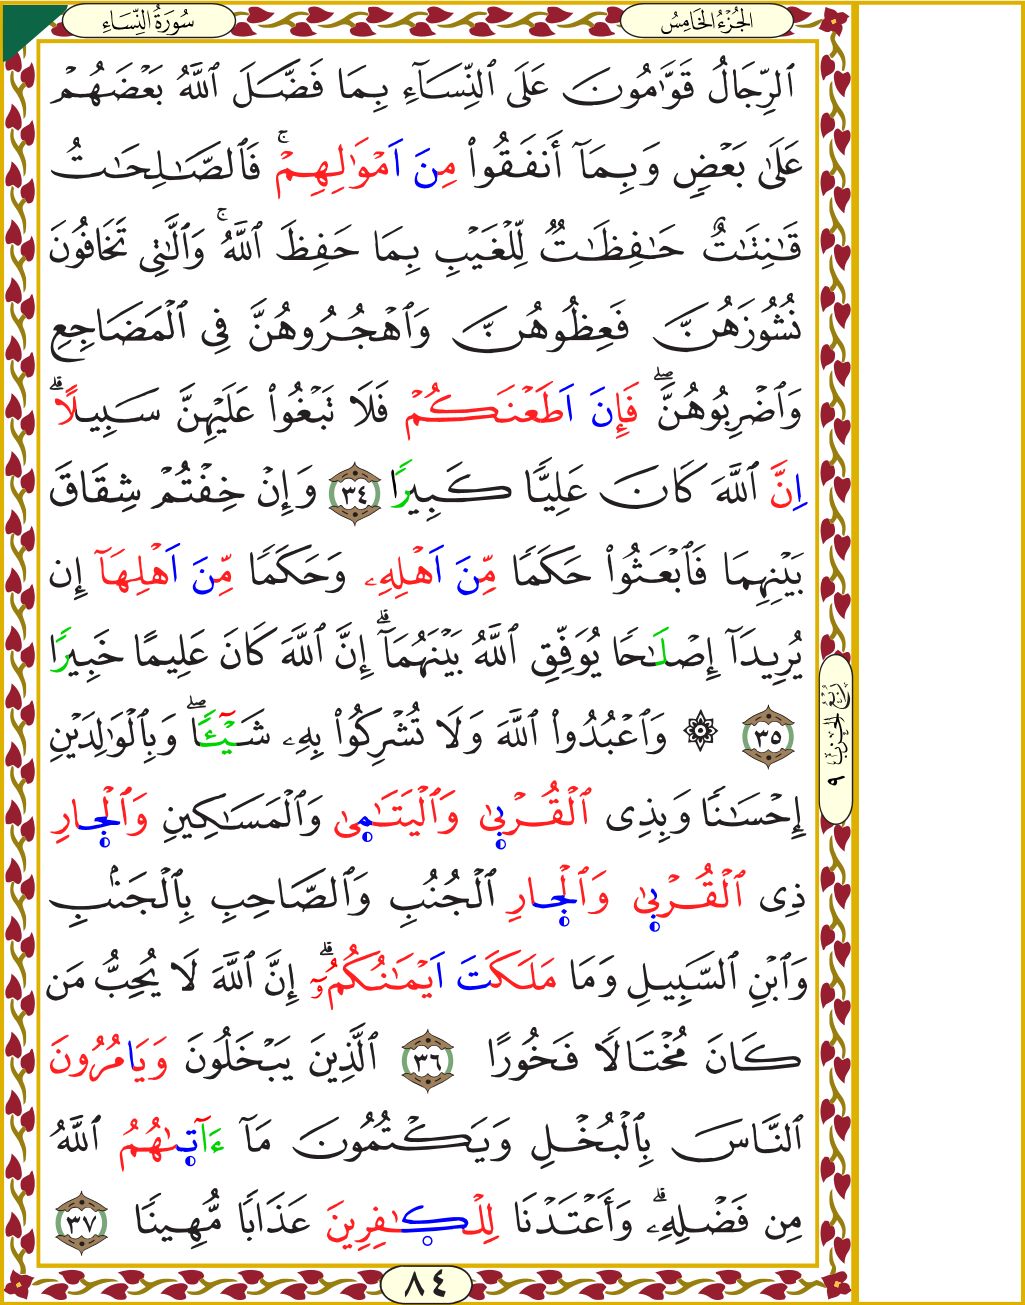 سُورَةُ النِّسَاءِ
الجُزْءُ الخَامِسُ
ٱلرِّجَالُ قَوَّٰمُونَ عَلَى ٱلنِّسَآءِ بِمَا فَضَّلَ ٱللَّهُ بَعْضَهُمْ
عَلَىٰ بَعْضٖ وَبِمَآ أَنفَقُواْ مِنَ اَمْوَٰلِهِمْۚ فَٱلصَّٰلِحَٰتُ
قَٰنِتَٰتٌ حَٰفِظَٰتٞ لِّلْغَيْبِ بِمَا حَفِظَ ٱللَّهُۚ وَٱلَّٰتِي تَخَافُونَ
نُشُوزَهُنَّ فَعِظُوهُنَّ وَٱهْجُرُوهُنَّ فِي ٱلْمَضَاجِعِ
وَٱضْرِبُوهُنَّۖ فَإِنَ اَطَعْنَكُمْ فَلَا تَبْغُواْ عَلَيْهِنَّ سَبِيلًاۗ
اِنَّ ٱللَّهَ كَانَ عَلِيّٗا كَبِيرٗا ٣٤ وَإِنْ خِفْتُمْ شِقَاقَ
بَيْنِهِمَا فَٱبْعَثُواْ حَكَمٗا مِّنَ اَهْلِهِۦ وَحَكَمٗا مِّنَ اَهْلِهَآ إِن
يُرِيدَآ إِصْلَٰحٗا يُوَفِّقِ ٱللَّهُ بَيْنَهُمَآۗ إِنَّ ٱللَّهَ كَانَ عَلِيمًا خَبِيرٗا
٣٥ ۞ وَٱعْبُدُواْ ٱللَّهَ وَلَا تُشْرِكُواْ بِهِۦ شَيْـٔٗاۖ وَبِٱلْوَٰلِدَيْنِ
إِحْسَٰنٗا وَبِذِي ٱلْقُرْبۭىٰ وَٱلْيَتَٰمۭىٰ وَٱلْمَسَٰكِينِ وَٱلْجۭارِ
ذِي ٱلْقُرْبۭىٰ وَٱلْجۭارِ ٱلْجُنُبِ وَٱلصَّاحِبِ بِٱلْجَنۢبِ
وَٱبْنِ ٱلسَّبِيلِ وَمَا مَلَكَتَ اَيْمَٰنُكُمُۥٓۗ إِنَّ ٱللَّهَ لَا يُحِبُّ مَن
كَانَ مُخْتَالٗا فَخُورًا ٣٦ ٱلَّذِينَ يَبْخَلُونَ وَيَامُرُونَ
ٱلنَّاسَ بِٱلْبُخْلِ وَيَكْتُمُونَ مَآ ءَآتۭىٰهُمُ ٱللَّهُ
مِن فَضْلِهِۦۗ وَأَعْتَدْنَا لِلْكٰۭفِرِينَ عَذَابٗا مُّهِينٗا ٣٧
رُبْعُ الحِزْب ٩
٨٤